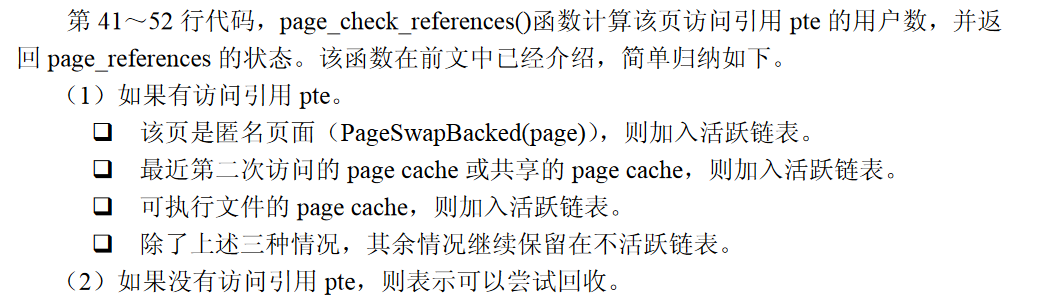 第 41～52 行代码，page_check_references()函数计算该页访问引用 pte 的用户数，并返
回 page_references 的状态。该函数在前文中已经介绍，简单归纳如下。
（1）如果有访问引用 pte。
❑ 该页是匿名页面（PageSwapBacked(page)），则加入活跃链表。
❑ 最近第二次访问的 page cache 或共享的 page cache，则加入活跃链表。
❑ 可执行文件的 page cache，则加入活跃链表。
❑ 除了上述三种情况，其余情况继续保留在不活跃链表。
（2）如果没有访问引用 pte，则表示可以尝试回收。